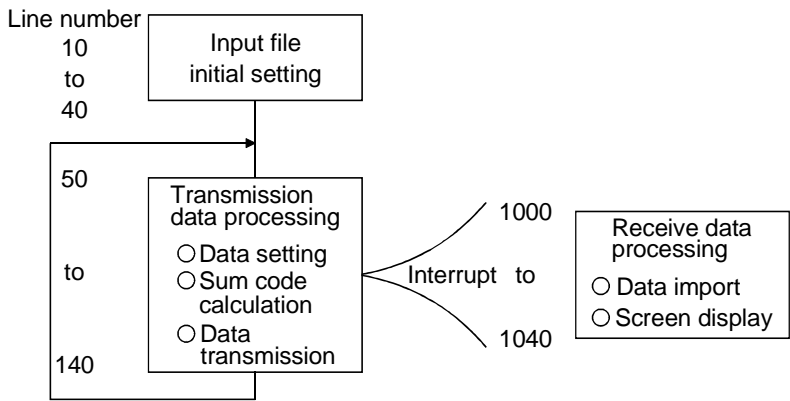 Line number
10
to
40
Input file
initial setting
50
to
140
Transmission
data processing
○ Data setting
○ Sum code
calculation
○ Data
transmission
Interrupt
1000
to
1040
Receive data
processing
○ Data import
○ Screen display